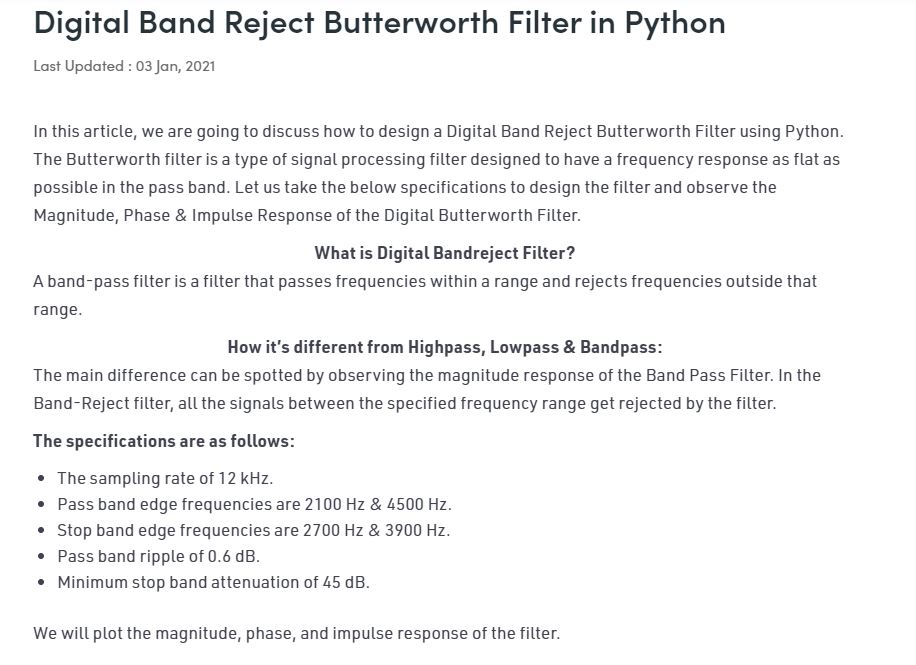 Digital Band Reject Butterworth Filter in Python
Last Updated : 03 Jan, 2021
In this article, we are going to discuss how to design a Digital Band Reject Butterworth Filter using Python.
The Butterworth filter is a type of signal processing filter designed to have a frequency response as flat as
possible in the pass band. Let us take the below specifications to design the filter and observe the
Magnitude, Phase & Impulse Response of the Digital Butterworth Filter.
What is Digital Bandreject Filter?
A band-pass filter is a filter that passes frequencies within a range and rejects frequencies outside that
range.
How it’s different from Highpass, Lowpass & Bandpass:
The main difference can be spotted by observing the magnitude response of the Band Pass Filter. In the
Band-Reject filter, all the signals between the specified frequency range get rejected by the filter.
The specifications are as follows:
• The sampling rate of 12 kHz.
• Pass band edge frequencies are 2100 Hz & 4500 Hz.
• Stop band edge frequencies are 2700 Hz & 3900 Hz.
• Pass band ripple of 0.6 dB.
• Minimum stop band attenuation of 45 dB.
We will plot the magnitude, phase, and impulse response of the filter.